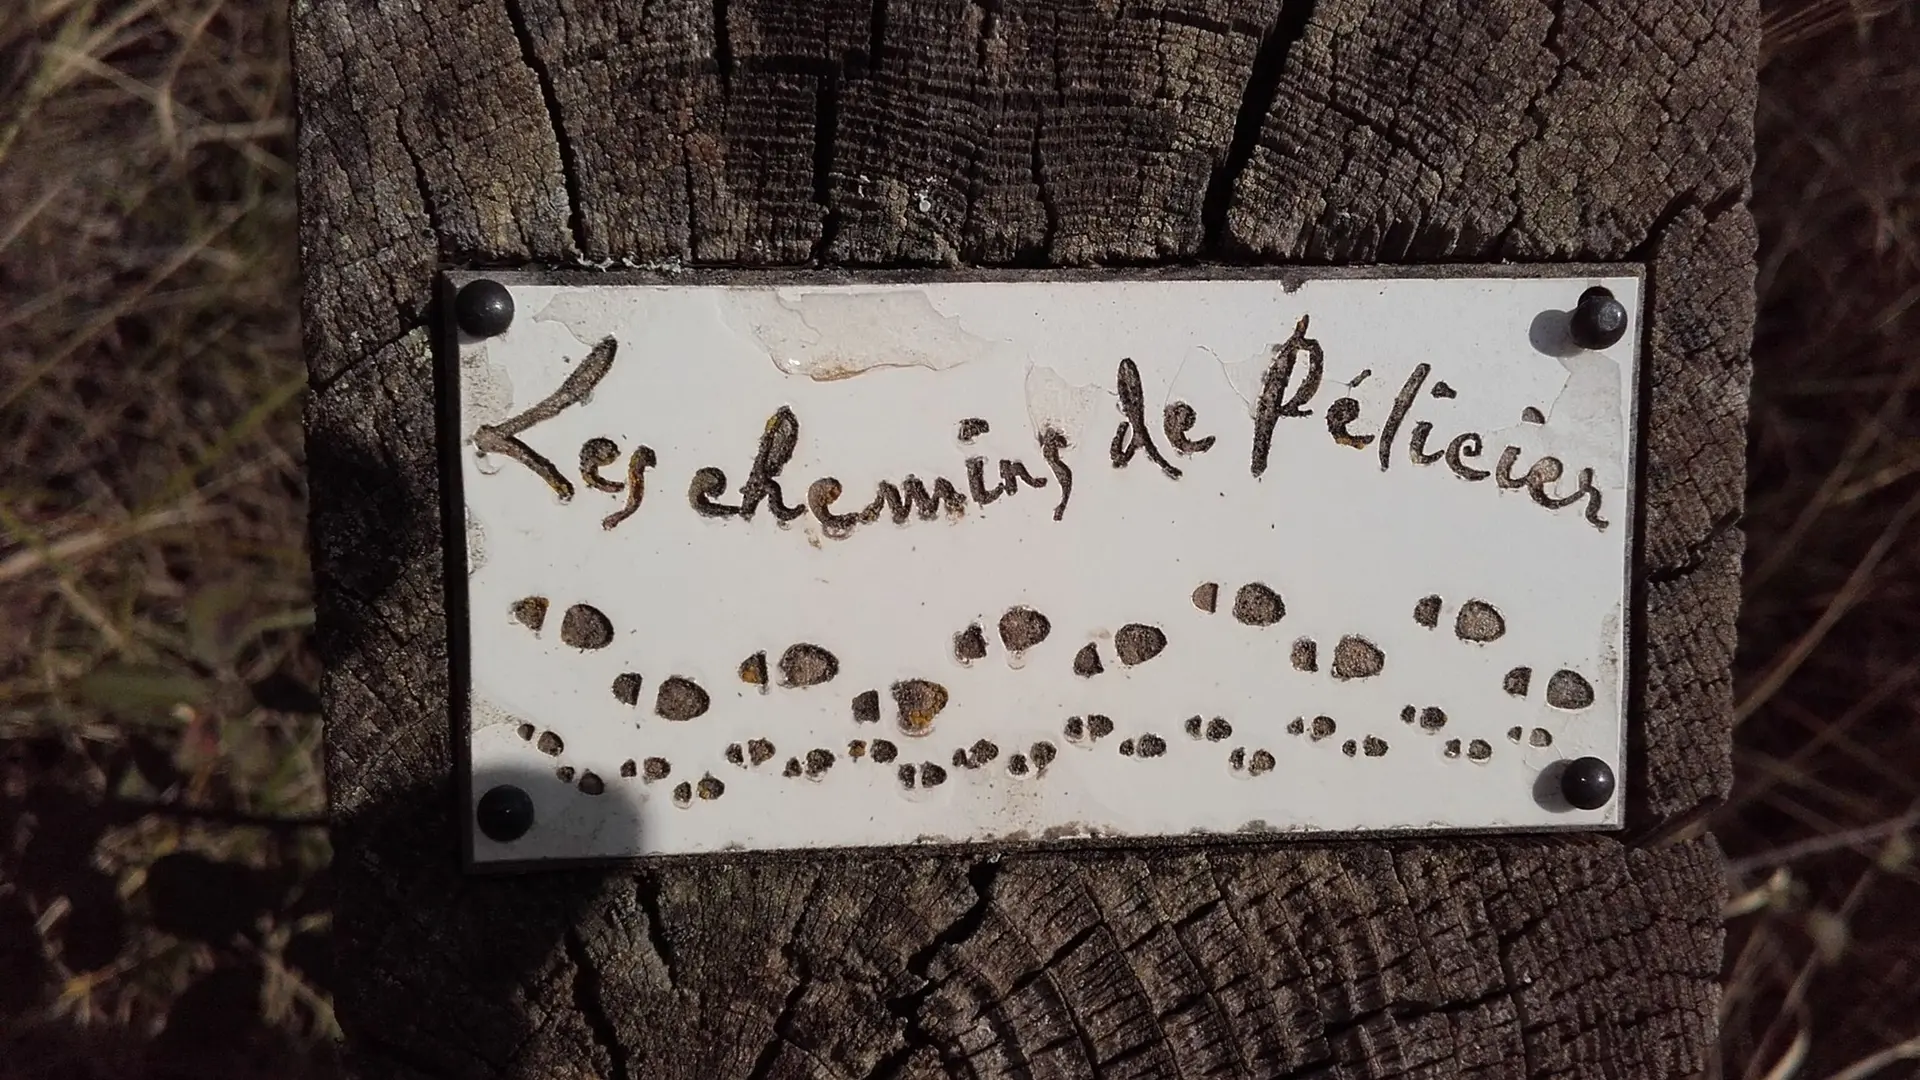 Les chemins de Pélicier